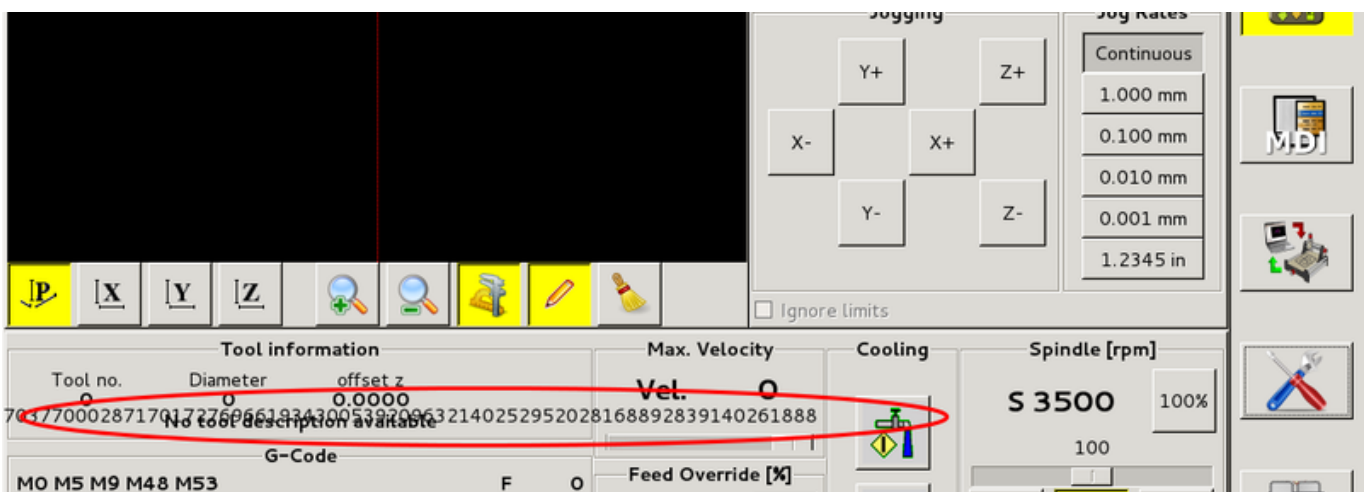 Jogging
Jog Rates
Continuous
Y+
Z+
1.000 mm
X-
X+
0.100 mm
MDI
0.010 mm
Y-
Z-
0.001 mm
1.2345 in
P
X
Y
Z
Ignore limits
Tool information
Max. Velocity
Cooling
Spindle [rpm]
Tool no.
Diameter
offset z
0
0
0.0000
Vel.
0
S 3500
100%
No tool description available
100
G-Code
M0 M5 M9 M48 M53
F
0
Feed Override [%]